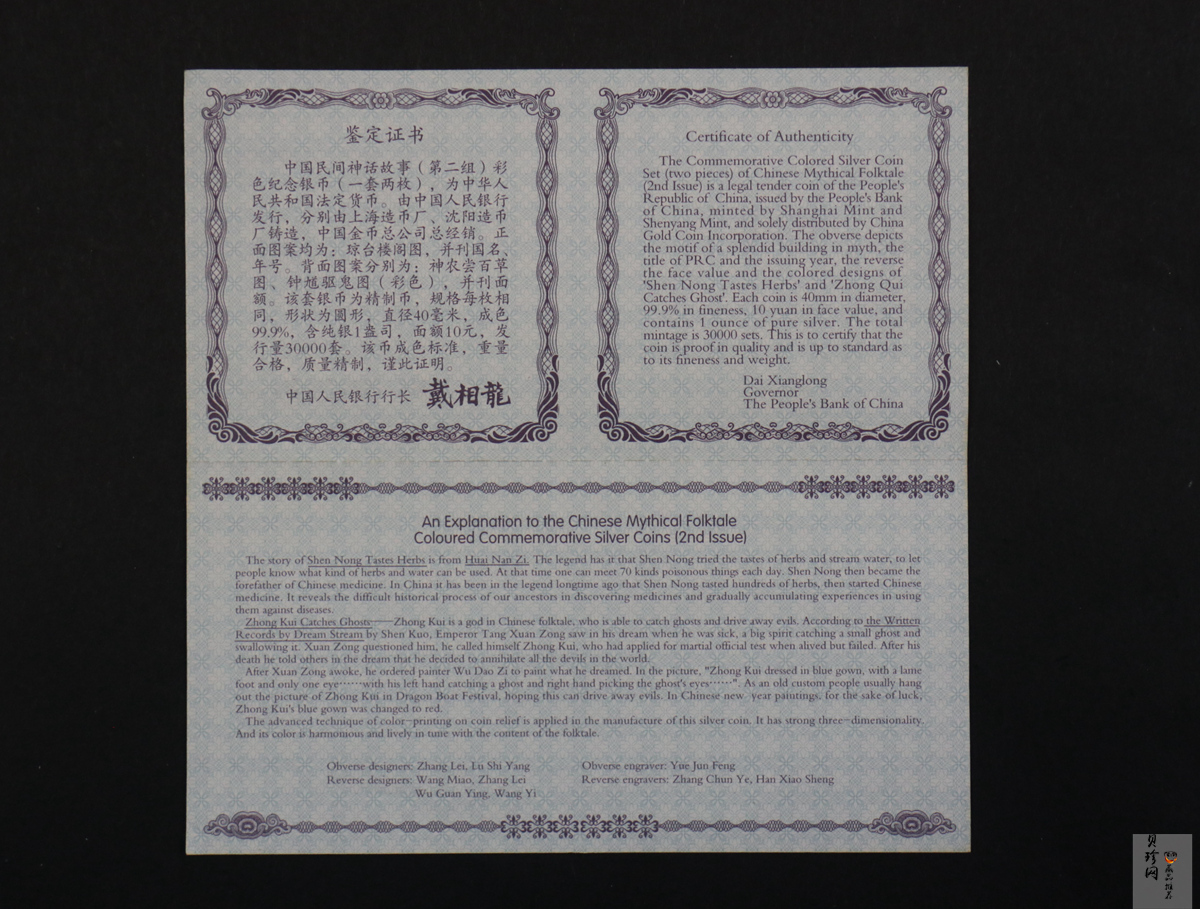 鉴定证书
中国民间神话故事（第二组）彩
色纪念银币（一套两枚），为中华人
民共和国法定货币。由中国人民银行
发行，分别由上海造币厂、沈阳造币
厂铸造，中国金币总公司总经销。正
面图案均为：琼台楼阁图，并刊国名、
年号。背面图案分别为：神农尝百草
图、钟馗驱鬼图（彩色），并刊面
额。该套银币为精制币，规格每枚相
同，形状为圆形，直径40毫米，成色
99.9%，含纯银1盎司，面额10元，发
行量30000套。该币成色标准，重量
合格，质量精制，谨此证明。
中国人民银行行长 戴相龍
Certificate of Authenticity
The Commemorative Colored Silver Coin
Set (two pieces) of Chinese Mythical Folktale
(2nd Issue) is a legal tender coin of the People's
Republic of China, issued by the People's Bank
of China, minted by Shanghai Mint and
Shenyang Mint, and solely distributed by China
Gold Coin Incorporation. The obverse depicts
the motif of a splendid building in myth, the
title of PRC and the issuing year, the reverse
the face value and the colored designs of
'Shen Nong Tastes Herbs' and 'Zhong Qui
Catches Ghost'. Each coin is 40mm in diameter,
99.9% in fineness, 10 yuan in face value, and
contains 1 ounce of pure silver. The total
mintage is 30000 sets. This is to certify that the
coin is proof in quality and is up to standard as
to its fineness and weight.
Dai Xianglong
Governor
The People's Bank of China
An Explanation to the Chinese Mythical Folktale
Coloured Commemorative Silver Coins (2nd Issue)
The story of Shen Nong Tastes Herbs is from Huai Nan Zi. The legend has it that Shen Nong tried the tastes of herbs and stream water, to let
people know what kind of herbs and water can be used. At that time one can meet 70 kinds poisonous things each day. Shen Nong then became the
forefather of Chinese medicine. In China it has been in the legend longtime ago that Shen Nong tasted hundreds of herbs, then started Chinese
medicine. It reveals the difficult historical process of our ancestors in discovering medicines and gradually accumulating experiences in using
them against diseases.
Zhong Kui Catches Ghosts——Zhong Kui is a god in Chinese folktale, who is able to catch ghosts and drive away evils. According to the Written
Records by Dream Stream by Shen Kuo, Emperor Tang Xuan Zong saw in his dream when he was sick, a big spirit catching a small ghost and
swallowing it. Xuan Zong questioned him, he called himself Zhong Kui, who had applied for martial official test when alived but failed. After his
death he told others in the dream that he decided to annihilate all the devils in the world.
After Xuan Zong awoke, he ordered painter Wu Dao Zi to paint what he dreamed. In the picture, "Zhong Kui dressed in blue gown, with a lame
foot and only one eye……with his left hand catching a ghost and right hand picking the ghost's eyes……". As an old custom people usually hang
out the picture of Zhong Kui in Dragon Boat Festival, hoping this can drive away evils. In Chinese new-year paintings, for the sake of luck,
Zhong Kui's blue gown was changed to red.
The advanced technique of color-printing on coin relief is applied in the manufacture of this silver coin. It has strong three-dimensionality.
And its color is harmonious and lively in tune with the content of the folktale.
Obverse designers: Zhang Lei, Lu Shi Yang
Obverse engraver: Yue Jun Feng
Reverse designers: Wang Miao, Zhang Lei
Reverse engravers: Zhang Chun Ye, Han Xiao Sheng
Wu Guan Ying, Wang Yi
贝珍网